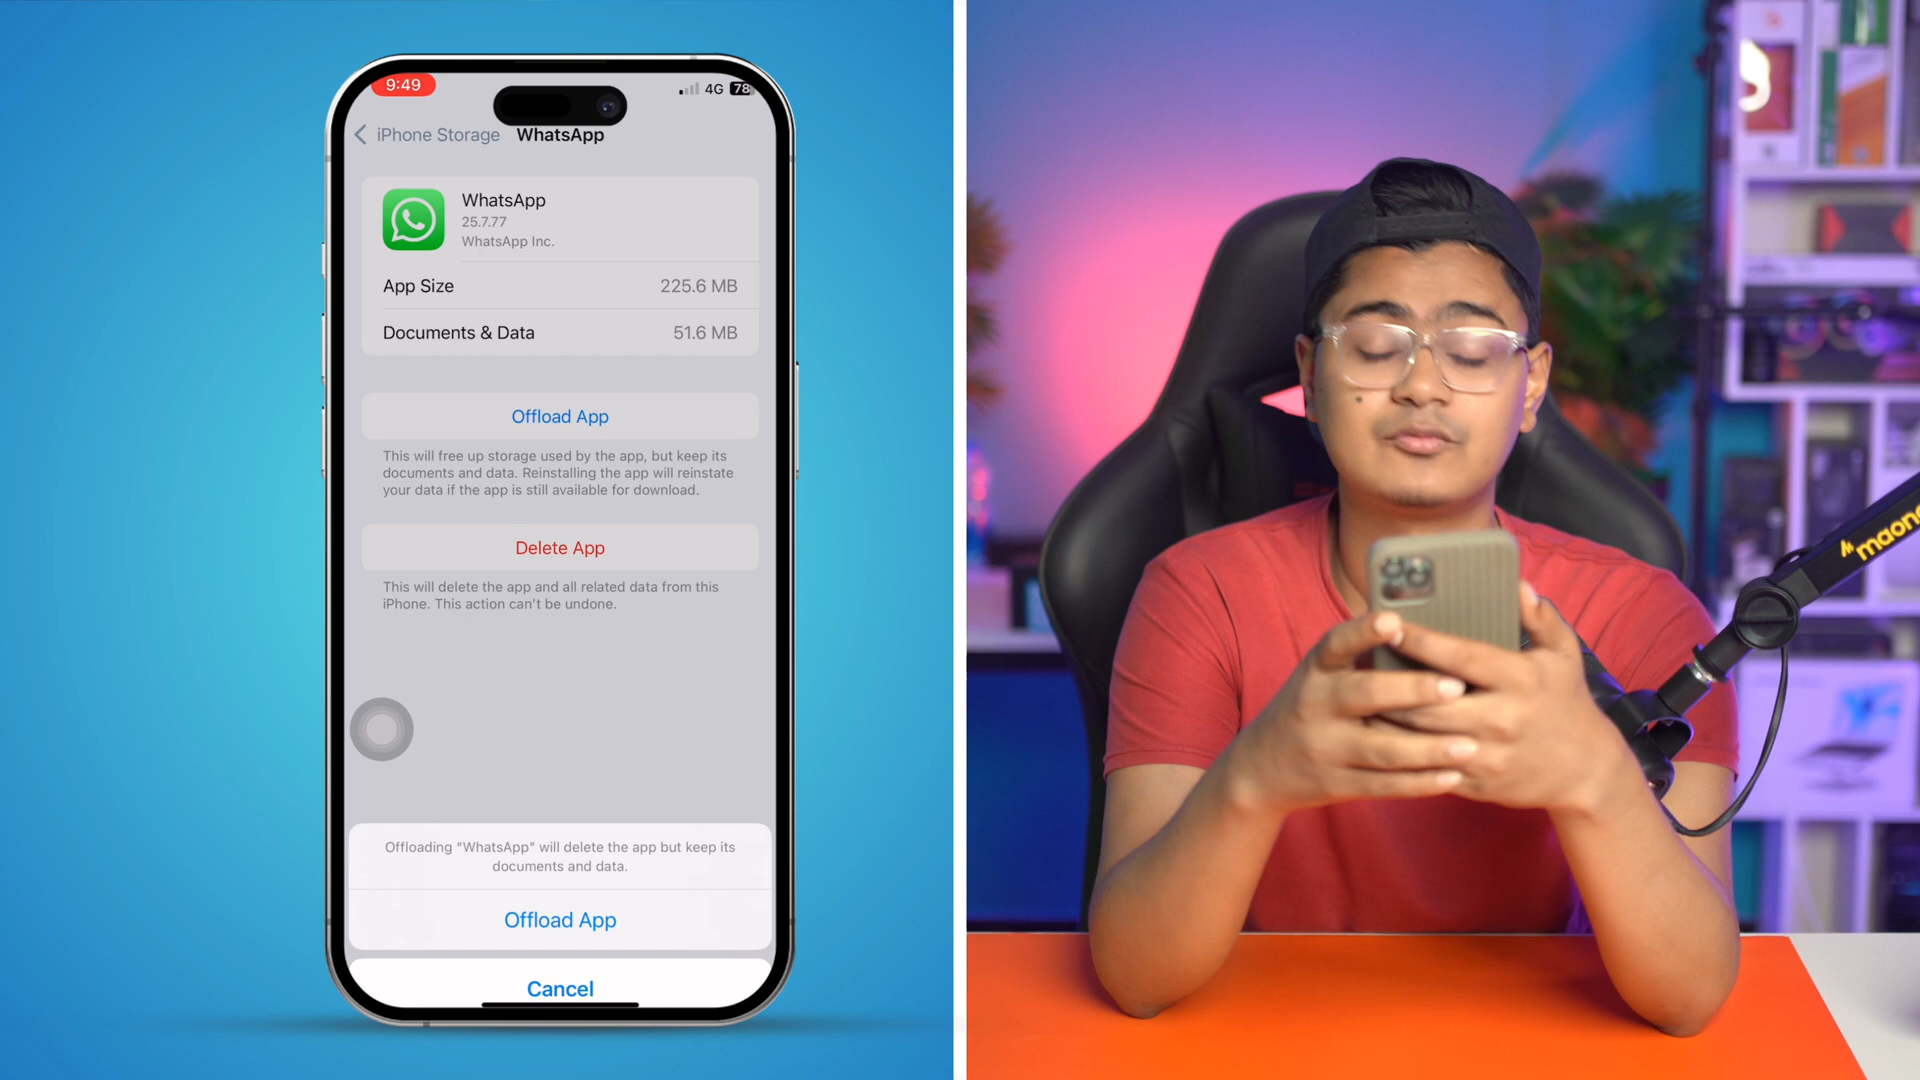 9:49
4G 78
iPhone Storage WhatsApp
WhatsApp
25.7.77
WhatsApp Inc.
App Size 225.6 MB
Documents & Data 51.6 MB
Offload App
This will free up storage used by the app, but keep its
documents and data. Reinstalling the app will reinstate
your data if the app is still available for download.
Delete App
This will delete the app and all related data from this
iPhone. This action can't be undone.
Offloading “WhatsApp” will delete the app but keep its
documents and data.
Offload App
Cancel
maono